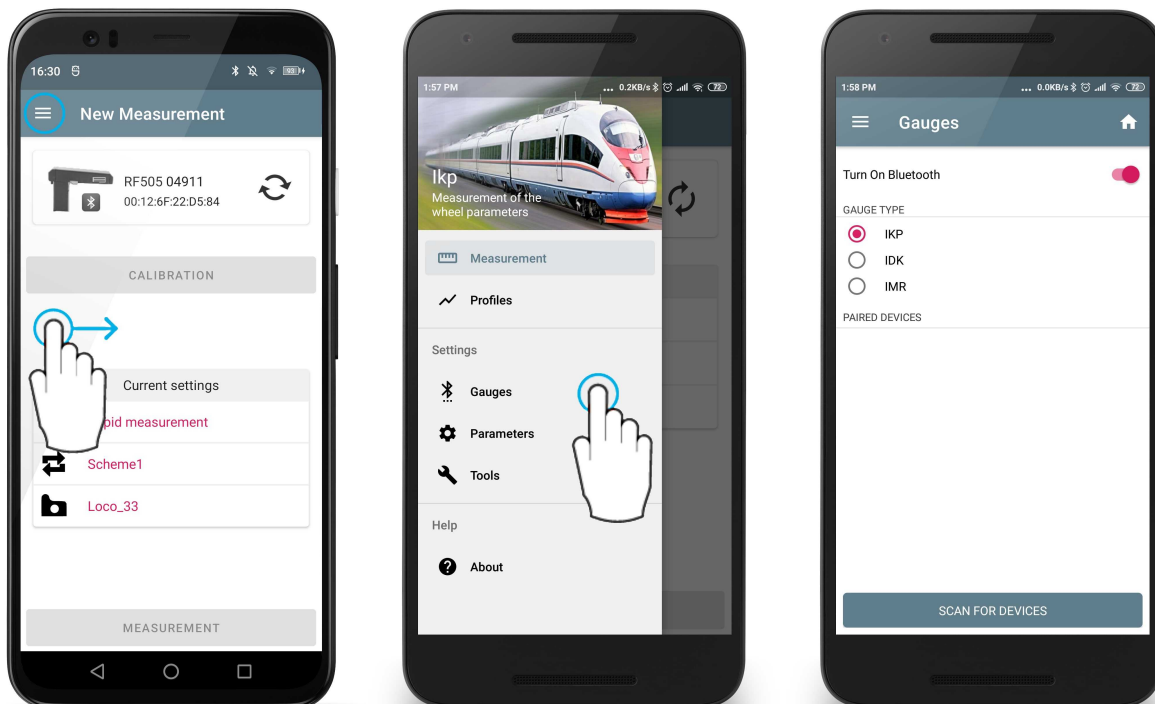 16:30
93
New Measurement
RF505 04911
00:12:6F:22:D5:84
CALIBRATION
Current settings
pid measurement
Scheme1
Loco_33
MEASUREMENT
1:57 PM
... 0.2KB/s
72
Ikp
Measurement of the
wheel parameters
Measurement
Profiles
Settings
Gauges
Parameters
Tools
Help
About
1:58 PM
... 0.0KB/s
72
Gauges
Turn On Bluetooth
GAUGE TYPE
IKP
IDK
IMR
PAIRED DEVICES
SCAN FOR DEVICES